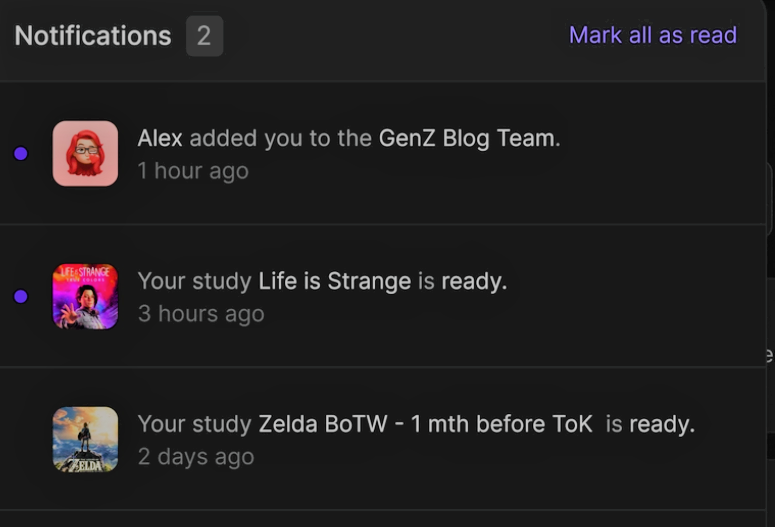 Notifications 2 Mark all as read
Alex added you to the GenZ Blog Team.
1 hour ago
LIFE IS STRANGE
TRUE COLORS
Your study Life is Strange is ready.
3 hours ago
ZELDA
Your study Zelda BoTW - 1 mth before ToK is ready.
2 days ago
e